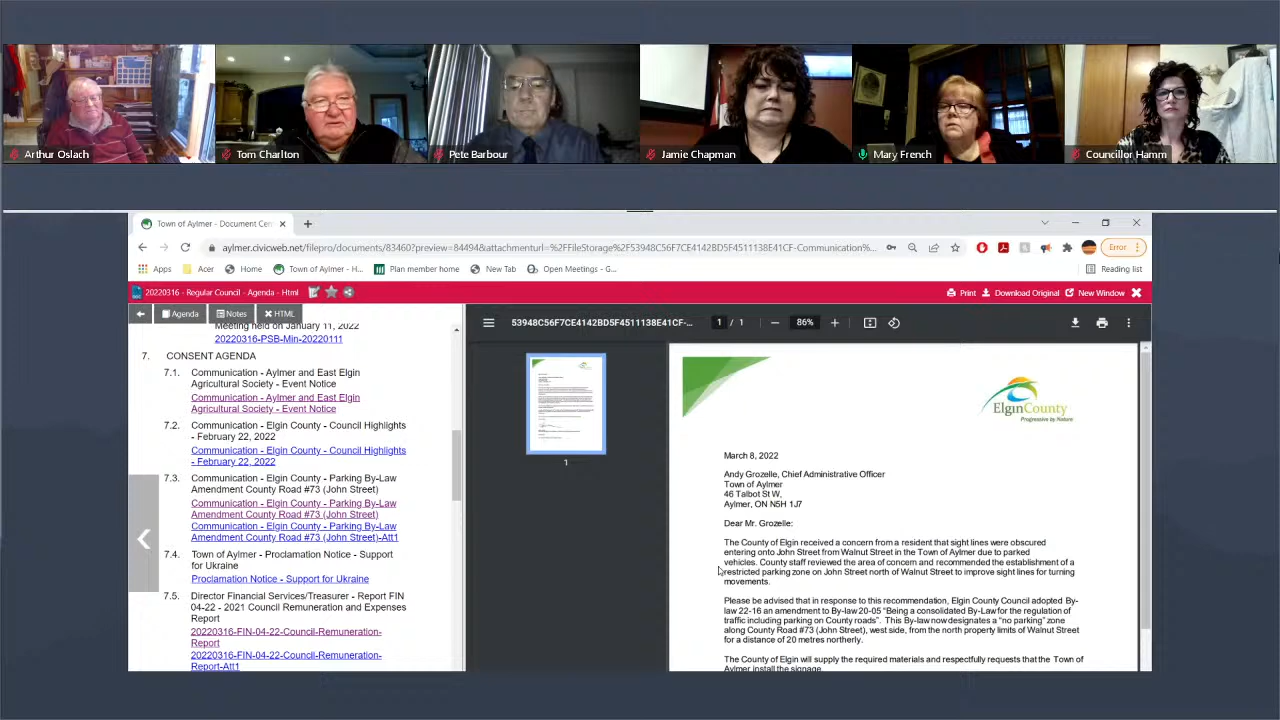 Arthur Oslach
Tom Charlton
Pete Barbour
Jamie Chapman
Mary French
Councillor Hamm
Town of Aylmer - Document Cen
aylmer.civicweb.net/filepro/documents/83460?preview=84494&attachmenturl=%2FFileStorage%2F53948C56F7CE4142BD5F4511138E41CF-Communication%...
Error
Apps
Acer
Home
Town of Aylmer - H...
Plan member home
New Tab
Open Meetings - G...
Reading list
20220316 - Regular Council - Agenda - Html
Print
Download Original
New Window
Agenda
Notes
HTML
Meeting held on January 11, 2022
20220316-PSB-Min-20220111
7. CONSENT AGENDA
7.1. Communication - Aylmer and East Elgin
Agricultural Society - Event Notice
Communication - Aylmer and East Elgin
Agricultural Society - Event Notice
7.2. Communication - Elgin County - Council Highlights
- February 22, 2022
Communication - Elgin County - Council Highlights
- February 22, 2022
7.3. Communication - Elgin County - Parking By-Law
Amendment County Road #73 (John Street)
Communication - Elgin County - Parking By-Law
Amendment County Road #73 (John Street)
Communication - Elgin County - Parking By-Law
Amendment County Road #73 (John Street)-Att1
7.4. Town of Aylmer - Proclamation Notice - Support
for Ukraine
Proclamation Notice - Support for Ukraine
7.5. Director Financial Services/Treasurer - Report FIN
04-22 - 2021 Council Remuneration and Expenses
Report
20220316-FIN-04-22-Council-Remuneration-
Report
20220316-FIN-04-22-Council-Remuneration-
Report-Att1
53948C56F7CE4142BD5F4511138E41CF-...
1 / 1
86%
1
ElginCounty
Progressive by Nature
March 8, 2022
Andy Grozelle, Chief Administrative Officer
Town of Aylmer
46 Talbot St W,
Aylmer, ON N5H 1J7
Dear Mr. Grozelle:
The County of Elgin received a concern from a resident that sight lines were obscured
entering onto John Street from Walnut Street in the Town of Aylmer due to parked
vehicles. County staff reviewed the area of concern and recommended the establishment of a
restricted parking zone on John Street north of Walnut Street to improve sight lines for turning
movements.
Please be advised that in response to this recommendation, Elgin County Council adopted By-
law 22-16 an amendment to By-law 20-05 “Being a consolidated By-Law for the regulation of
traffic including parking on County roads”. This By-law now designates a “no parking” zone
along County Road #73 (John Street), west side, from the north property limits of Walnut Street
for a distance of 20 metres northerly.
The County of Elgin will supply the required materials and respectfully requests that the Town of
Aylmer install the signage.